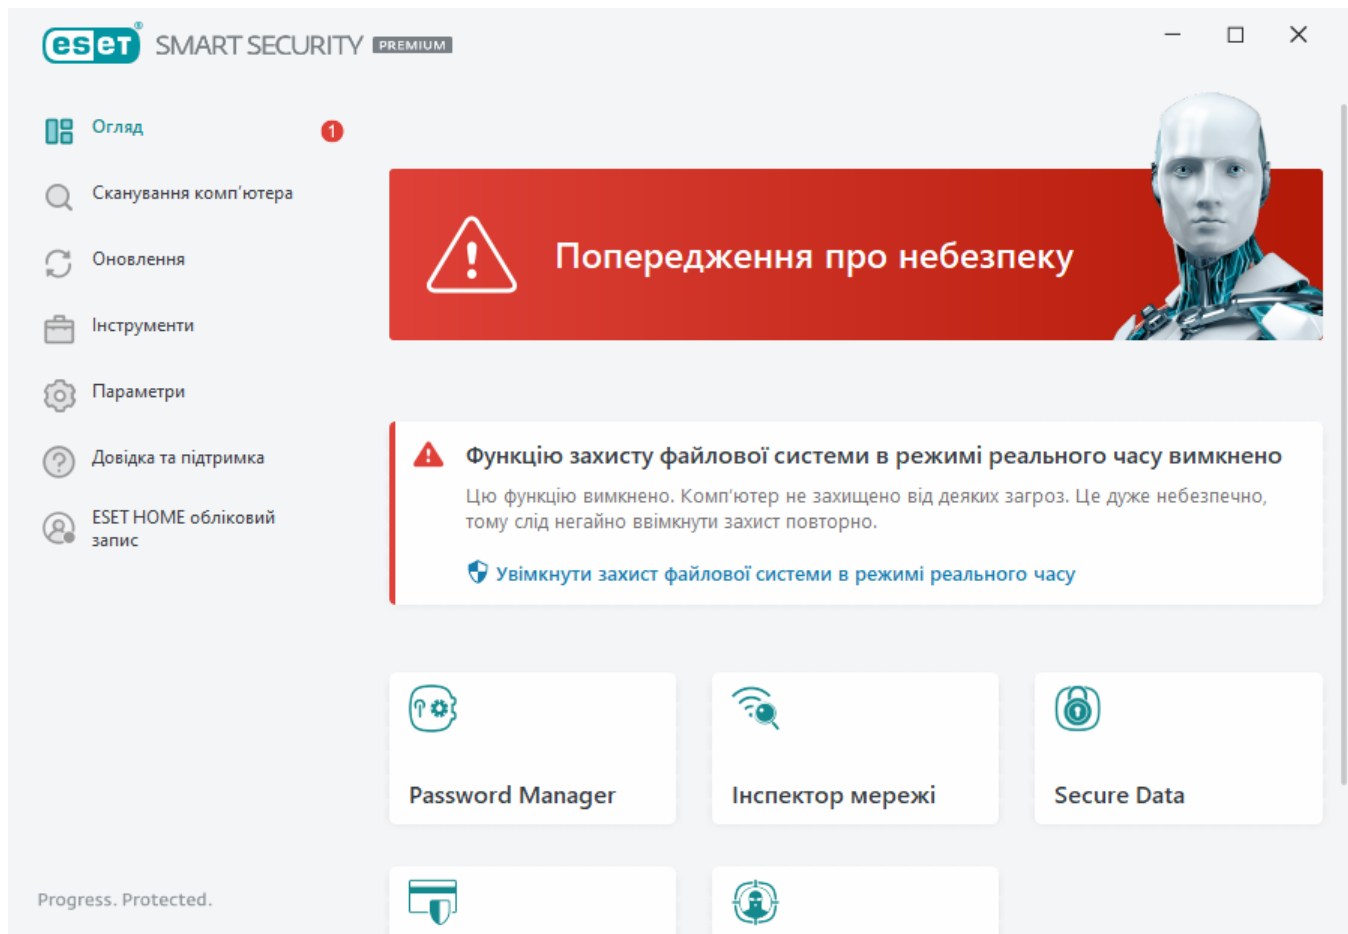 eset® SMART SECURITY PREMIUM
Огляд
1
Сканування комп'ютера
Оновлення
Інструменти
Параметри
Довідка та підтримка
ESET HOME обліковий
запис
Progress. Protected.
Попередження про небезпеку
Функцію захисту файлової системи в режимі реального часу вимкнено
Цю функцію вимкнено. Комп'ютер не захищено від деяких загроз. Це дуже небезпечно,
тому слід негайно ввімкнути захист повторно.
Увімкнути захист файлової системи в режимі реального часу
Password Manager
Інспектор мережі
Secure Data